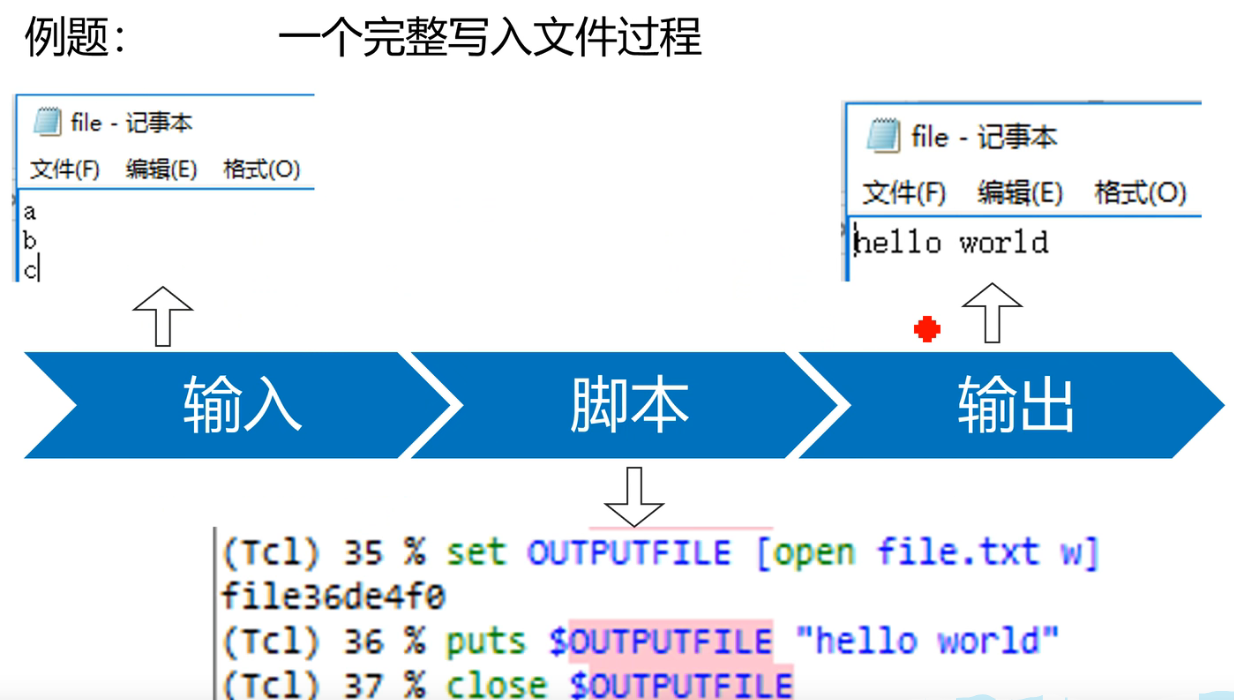 例题： 一个完整写入文件过程
file - 记事本
文件(F) 编辑(E) 格式(O)
a
b
c
file - 记事本
文件(F) 编辑(E) 格式(O)
hello world
输入
脚本
输出
(Tcl) 35 % set OUTPUTFILE [open file.txt w]
file36de4f0
(Tcl) 36 % puts $OUTPUTFILE "hello world"
(Tcl) 37 % close $OUTPUTFILE